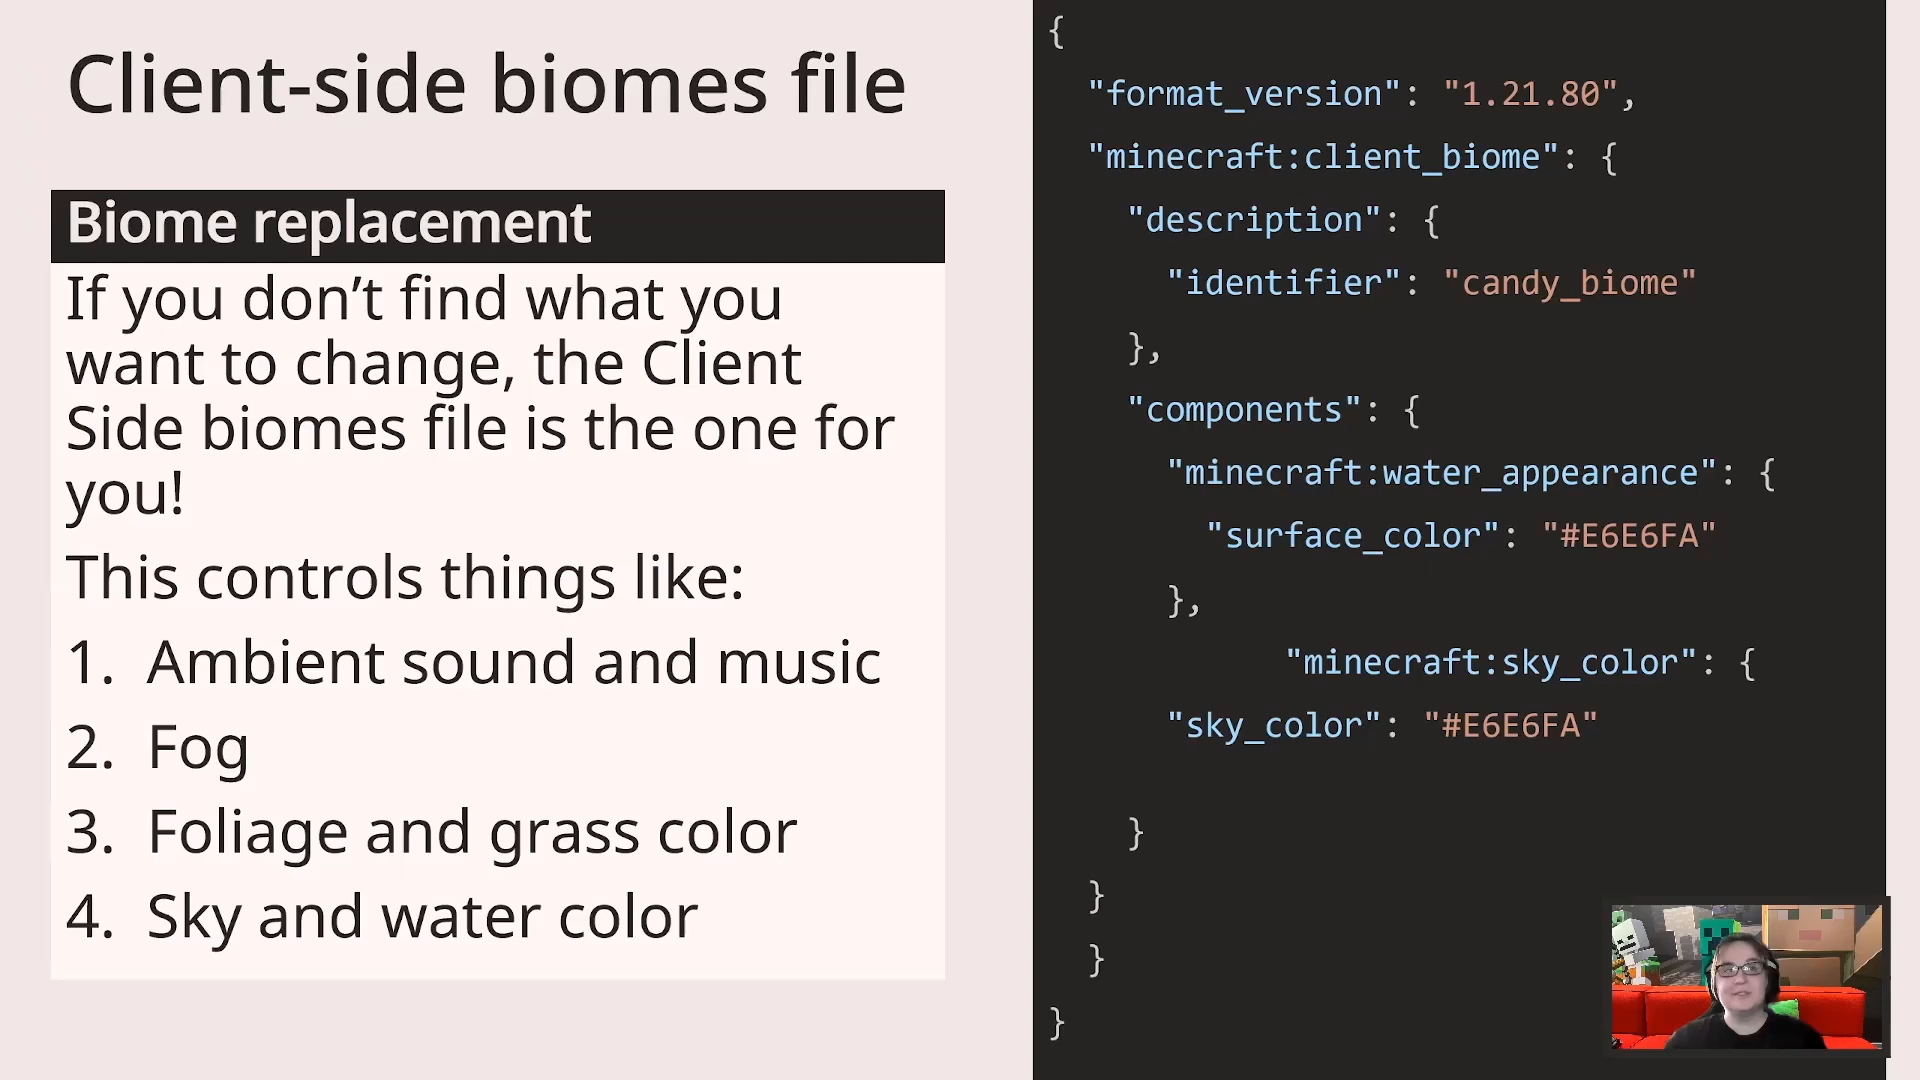 Client-side biomes file
Biome replacement
If you don’t find what you
want to change, the Client
Side biomes file is the one for
you!
This controls things like:
1. Ambient sound and music
2. Fog
3. Foliage and grass color
4. Sky and water color
{
"format_version": "1.21.80",
"minecraft:client_biome": {
"description": {
"identifier": "candy_biome"
},
"components": {
"minecraft:water_appearance": {
"surface_color": "#E6E6FA"
},
"minecraft:sky_color": {
"sky_color": "#E6E6FA"
}
}
}
}